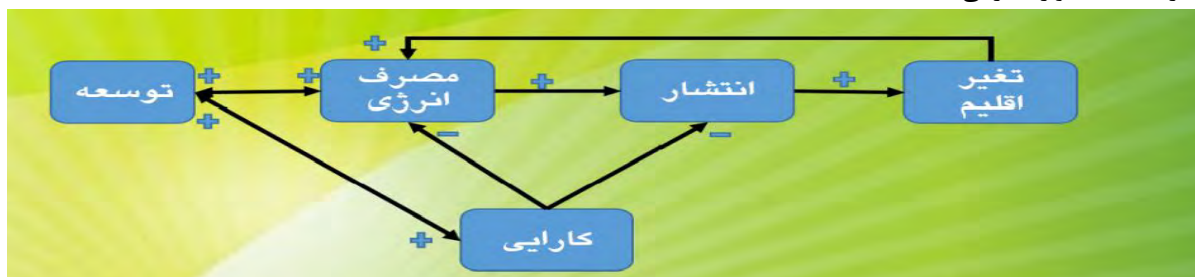 توسعه
مصرف
انرژی
انتشار
تغیر
اقلیم
کارایی